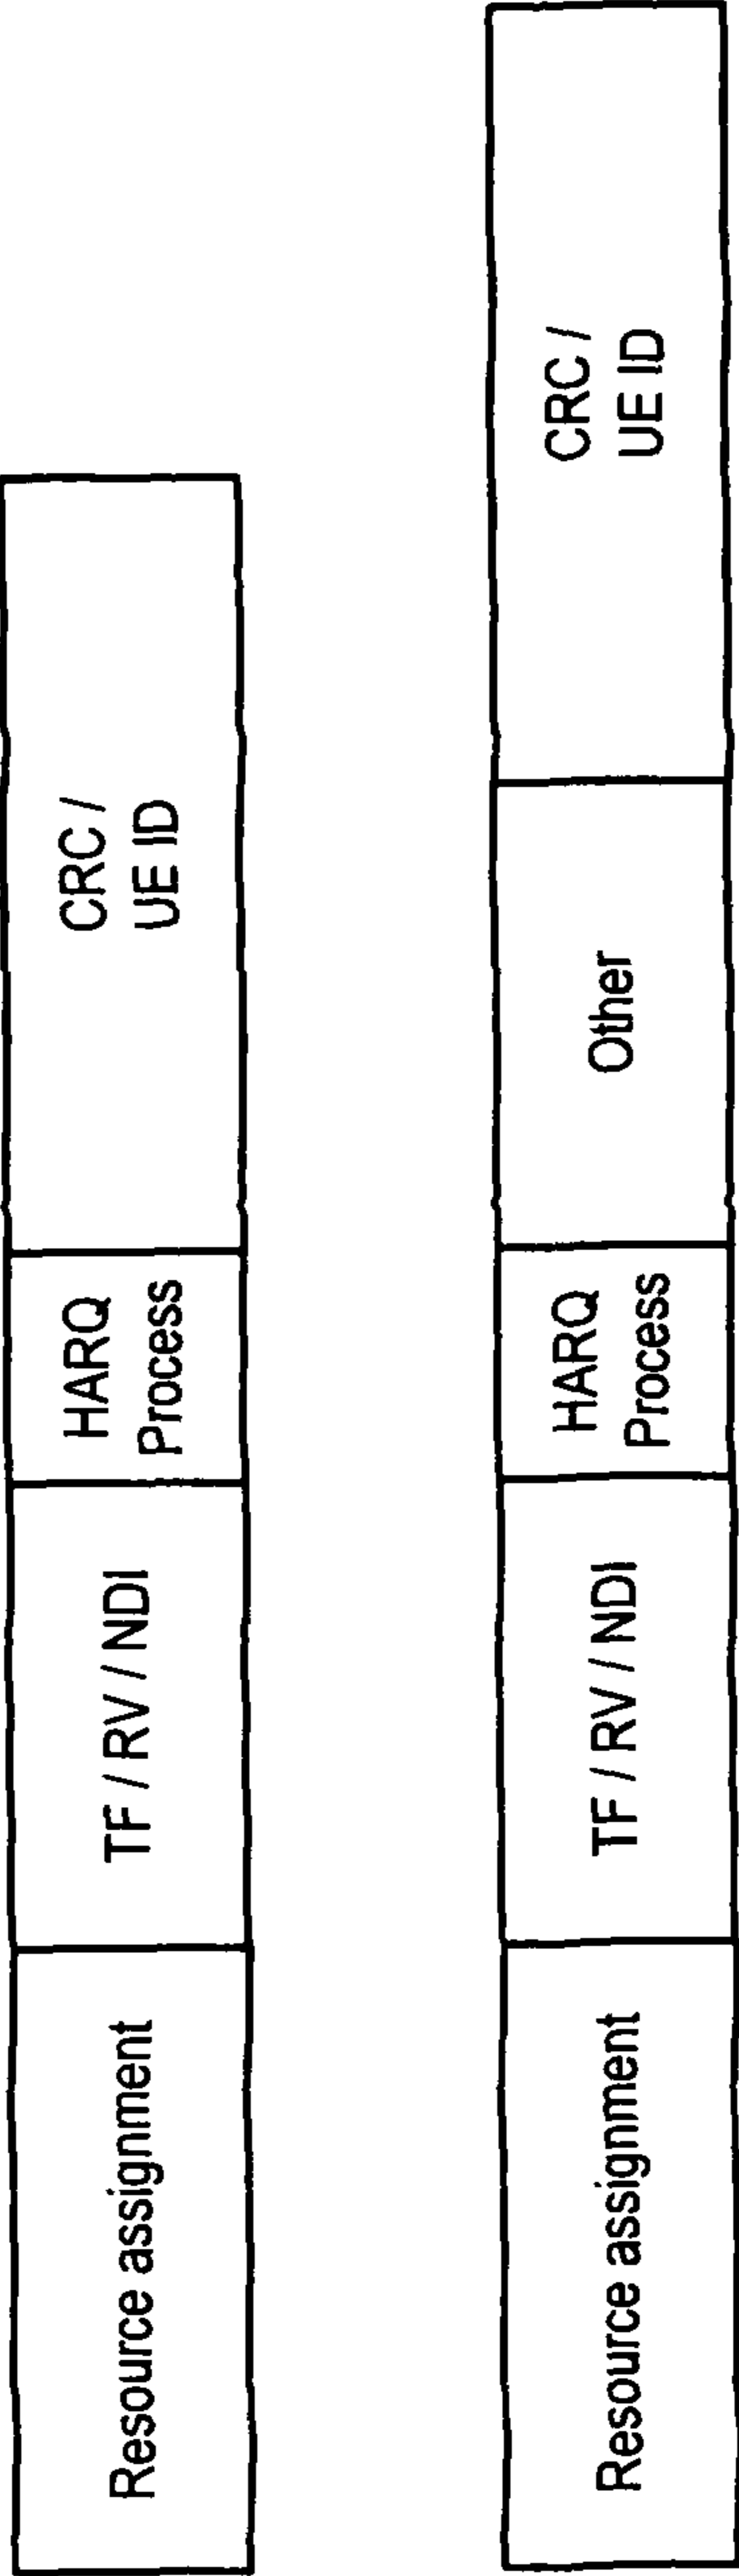 Resource assignment
TF / RV / NDI
HARQ
Process
CRC /
UE ID
Resource assignment
TF / RV / NDI
HARQ
Process
Other
CRC /
UE ID